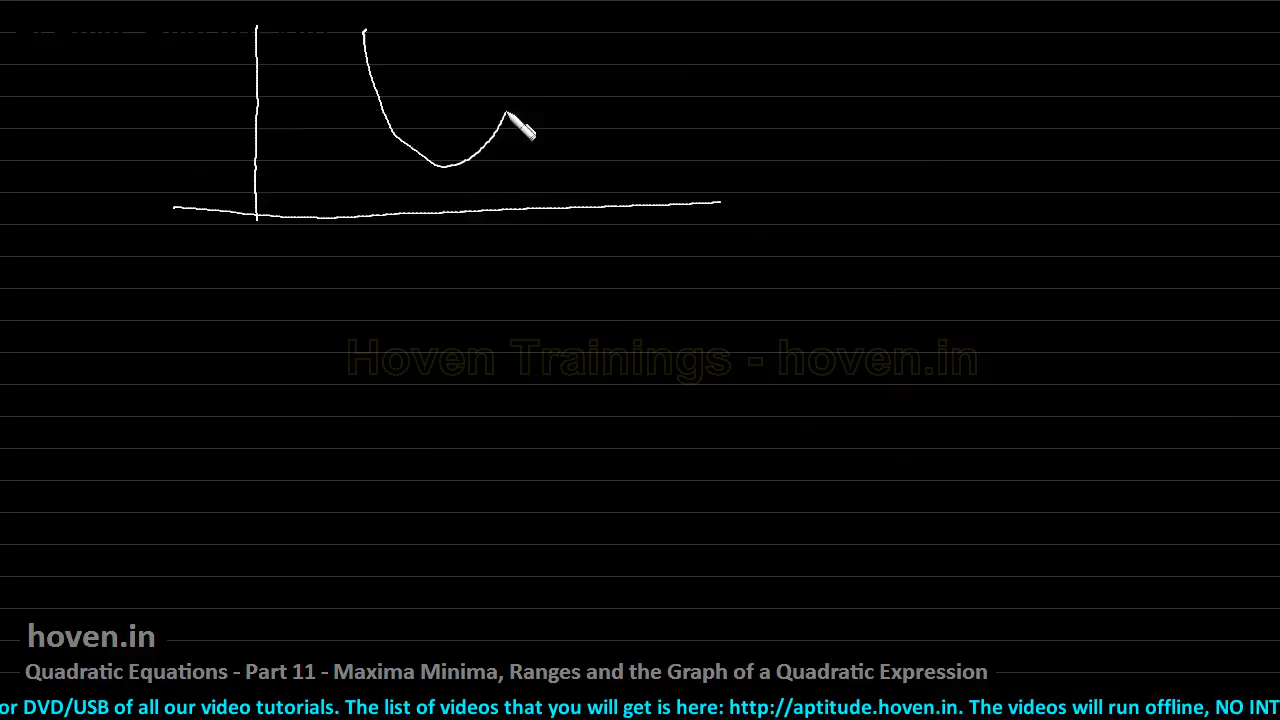 Hoven Trainings - hoven.in
hoven.in
Quadratic Equations - Part 11 - Maxima Minima, Ranges and the Graph of a Quadratic Expression
or DVD/USB of all our video tutorials. The list of videos that you will get is here: http://aptitude.hoven.in. The videos will run offline, NO INT